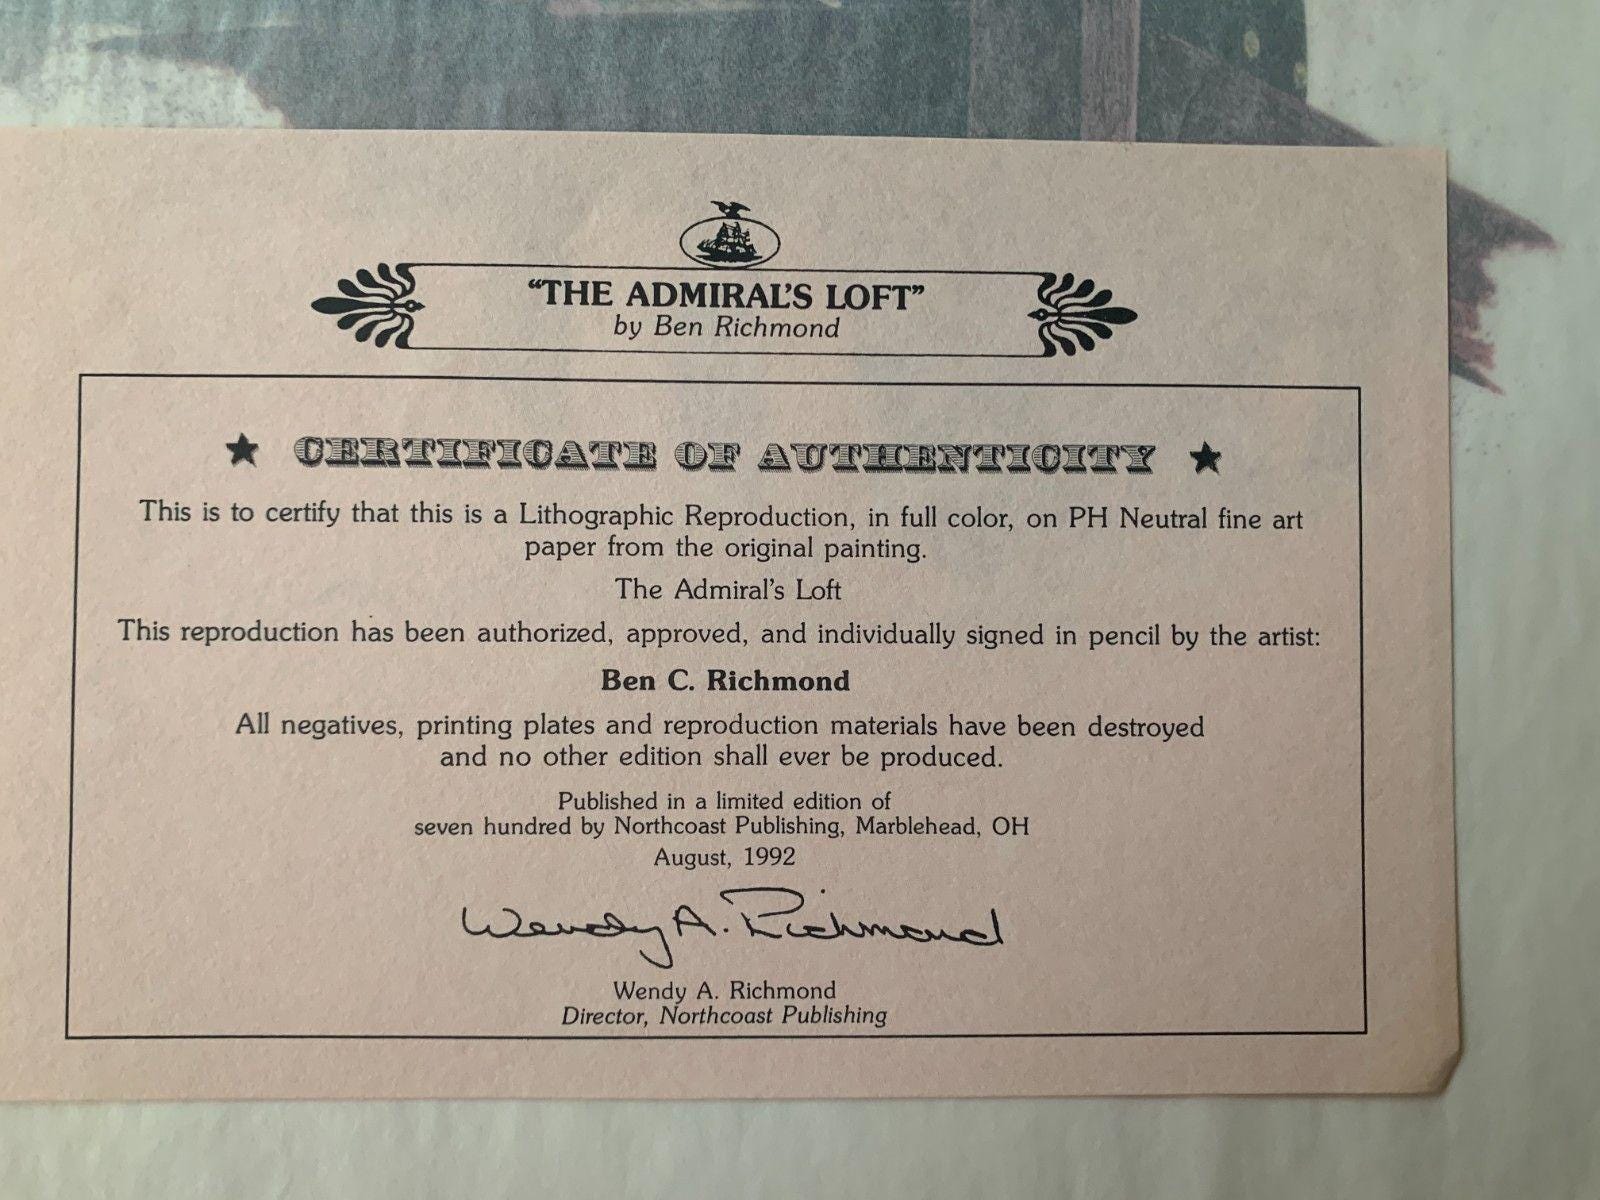 “THE ADMIRAL'S LOFT”
by Ben Richmond
★ CERTIFICATE OF AUTHENTICITY ★
This is to certify that this is a Lithographic Reproduction, in full color, on PH Neutral fine art
paper from the original painting.
The Admiral's Loft
This reproduction has been authorized, approved, and individually signed in pencil by the artist:
Ben C. Richmond
All negatives, printing plates and reproduction materials have been destroyed
and no other edition shall ever be produced.
Published in a limited edition of
seven hundred by Northcoast Publishing, Marblehead, OH
August, 1992
Wendy A. Richmond
Wendy A. Richmond
Director, Northcoast Publishing